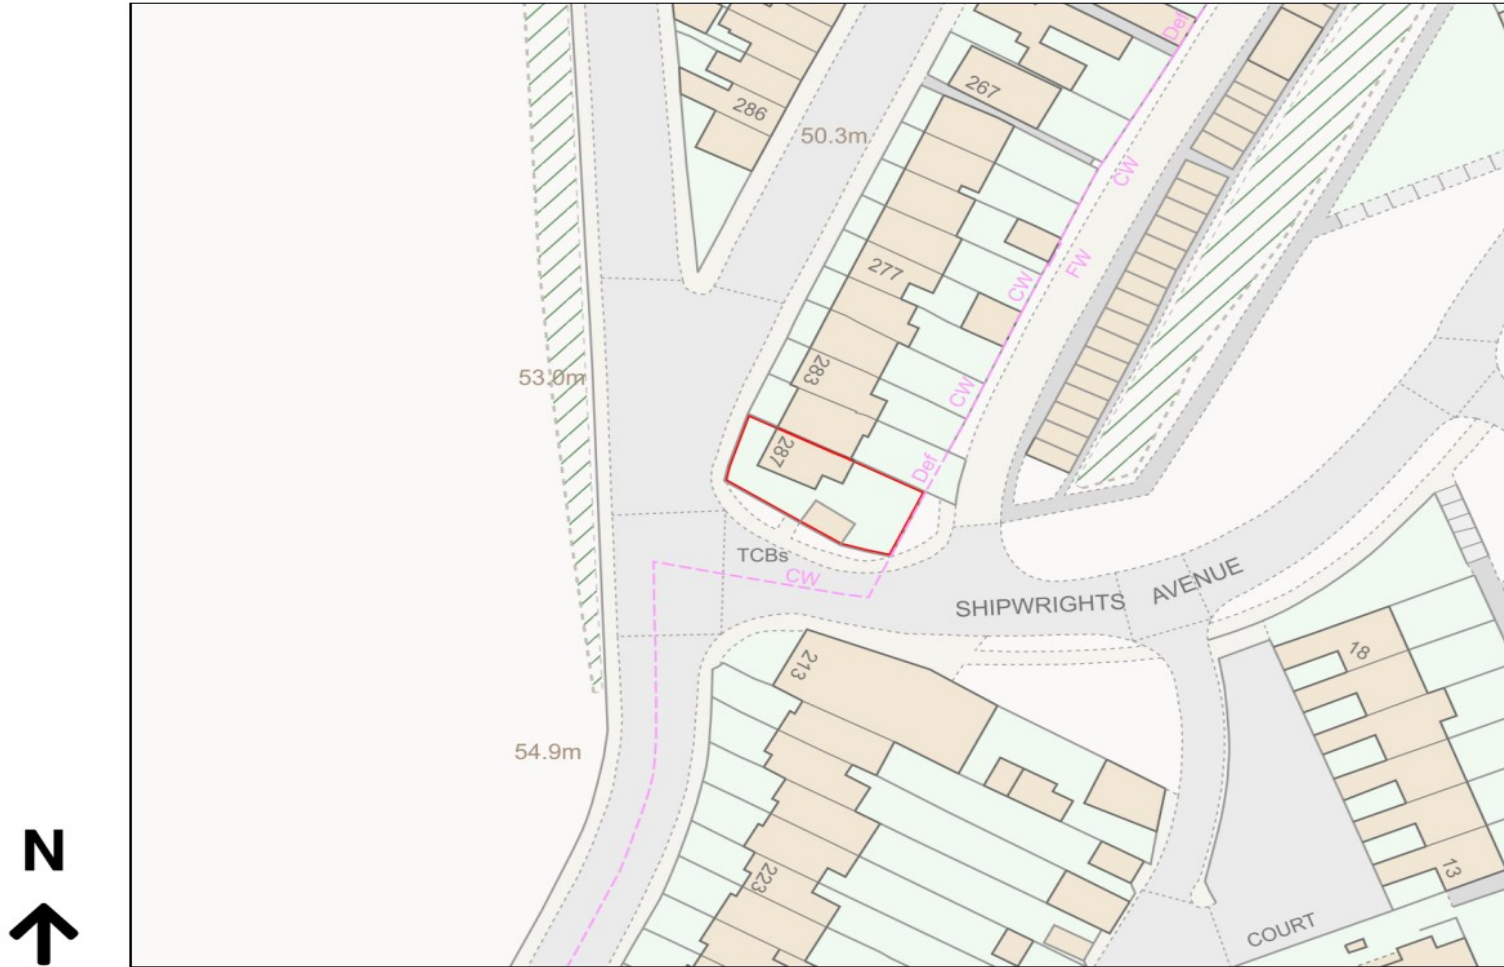 Def
267
286
50.3m
CW
FW
277
CW
53.0m
283
CW
287
Def
TCBs
CW
SHIPWRIGHTS AVENUE
213
18
54.9m
N
223
13
COURT